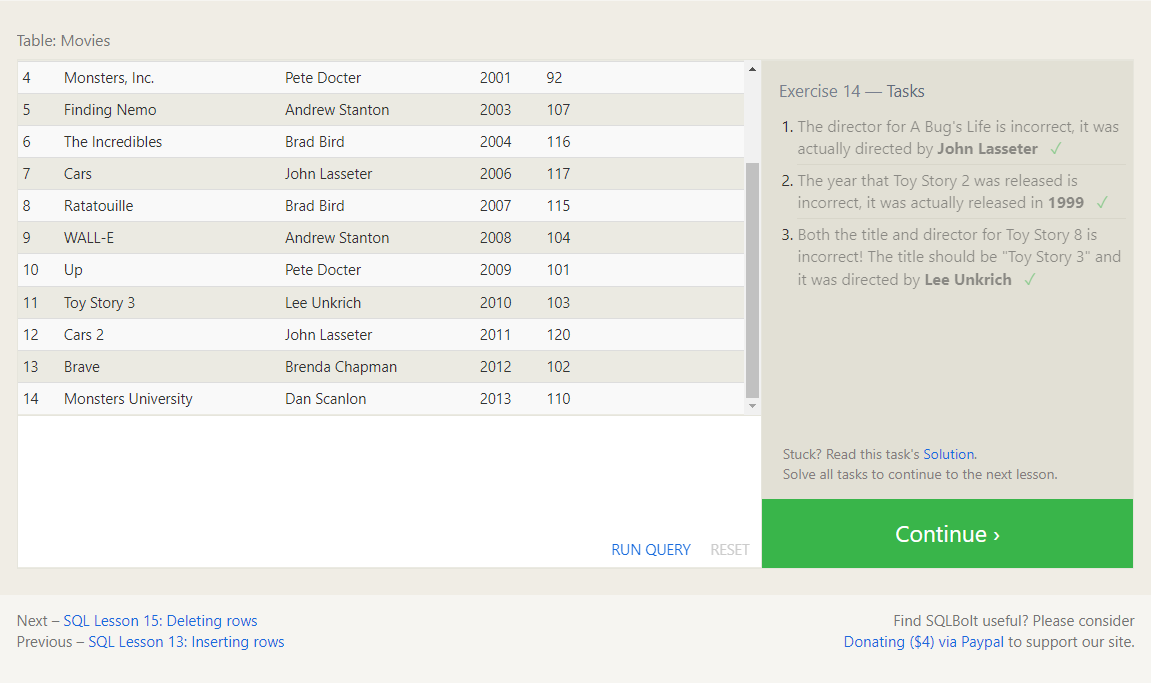 Table: Movies
4 Monsters, Inc. Pete Docter 2001 92
5 Finding Nemo Andrew Stanton 2003 107
6 The Incredibles Brad Bird 2004 116
7 Cars John Lasseter 2006 117
8 Ratatouille Brad Bird 2007 115
9 WALL-E Andrew Stanton 2008 104
10 Up Pete Docter 2009 101
11 Toy Story 3 Lee Unkrich 2010 103
12 Cars 2 John Lasseter 2011 120
13 Brave Brenda Chapman 2012 102
14 Monsters University Dan Scanlon 2013 110
RUN QUERY RESET
Exercise 14 — Tasks
1. The director for A Bug's Life is incorrect, it was
actually directed by John Lasseter ✓
2. The year that Toy Story 2 was released is
incorrect, it was actually released in 1999 ✓
3. Both the title and director for Toy Story 8 is
incorrect! The title should be "Toy Story 3" and
it was directed by Lee Unkrich ✓
Stuck? Read this task's Solution.
Solve all tasks to continue to the next lesson.
Continue ›
Next – SQL Lesson 15: Deleting rows
Previous – SQL Lesson 13: Inserting rows
Find SQLBolt useful? Please consider
Donating ($4) via Paypal to support our site.